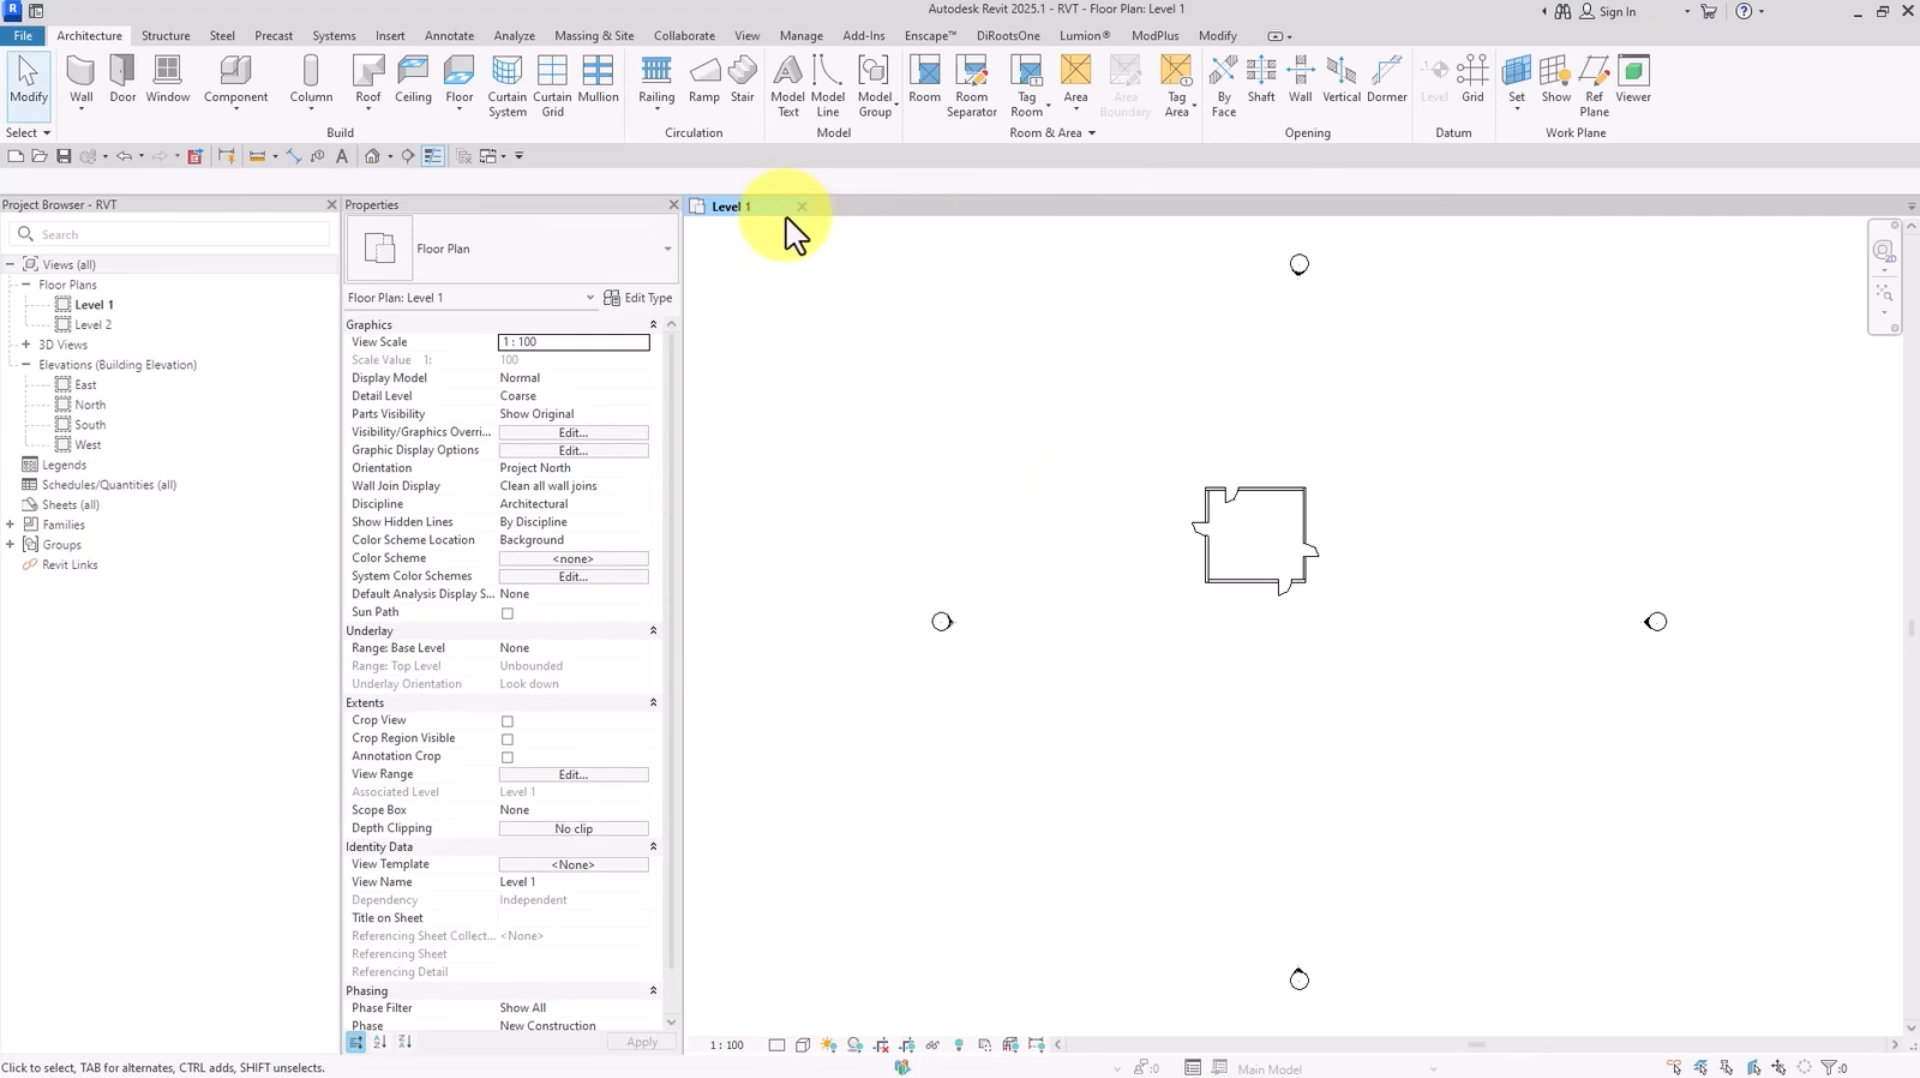 Autodesk Revit 2025.1 - RVT - Floor Plan: Level 1
Sign In
File Architecture Structure Steel Precast Systems Insert Annotate Analyze Massing & Site Collaborate View Manage Add-Ins Enscape™ DiRootsOne Lumion® ModPlus Modify
Modify Wall Door Window Component Column Roof Ceiling Floor Curtain System Curtain Grid Mullion Railing Ramp Stair Model Text Model Line Model Group Room Room Separator Tag Room Area Area Boundary Tag Area By Face Shaft Wall Vertical Dormer Level Grid Set Show Ref Plane Viewer
Select Build Circulation Model Room & Area Opening Datum Work Plane
Project Browser - RVT
Search
Views (all)
Floor Plans
Level 1
Level 2
3D Views
Elevations (Building Elevation)
East
North
South
West
Legends
Schedules/Quantities (all)
Sheets (all)
Families
Groups
Revit Links
Properties
Floor Plan
Floor Plan: Level 1 Edit Type
Graphics
View Scale 1 : 100
Scale Value 1: 100
Display Model Normal
Detail Level Coarse
Parts Visibility Show Original
Visibility/Graphics Overri... Edit...
Graphic Display Options Edit...
Orientation Project North
Wall Join Display Clean all wall joins
Discipline Architectural
Show Hidden Lines By Discipline
Color Scheme Location Background
Color Scheme <none>
System Color Schemes Edit...
Default Analysis Display S... None
Sun Path
Underlay
Range: Base Level None
Range: Top Level Unbounded
Underlay Orientation Look down
Extents
Crop View
Crop Region Visible
Annotation Crop
View Range Edit...
Associated Level Level 1
Scope Box None
Depth Clipping No clip
Identity Data
View Template <None>
View Name Level 1
Dependency Independent
Title on Sheet
Referencing Sheet Collect... <None>
Referencing Sheet
Referencing Detail
Phasing
Phase Filter Show All
Phase New Construction
Apply
Level 1
1 : 100
Click to select, TAB for alternates, CTRL adds, SHIFT unselects.
:0
Main Model
:0